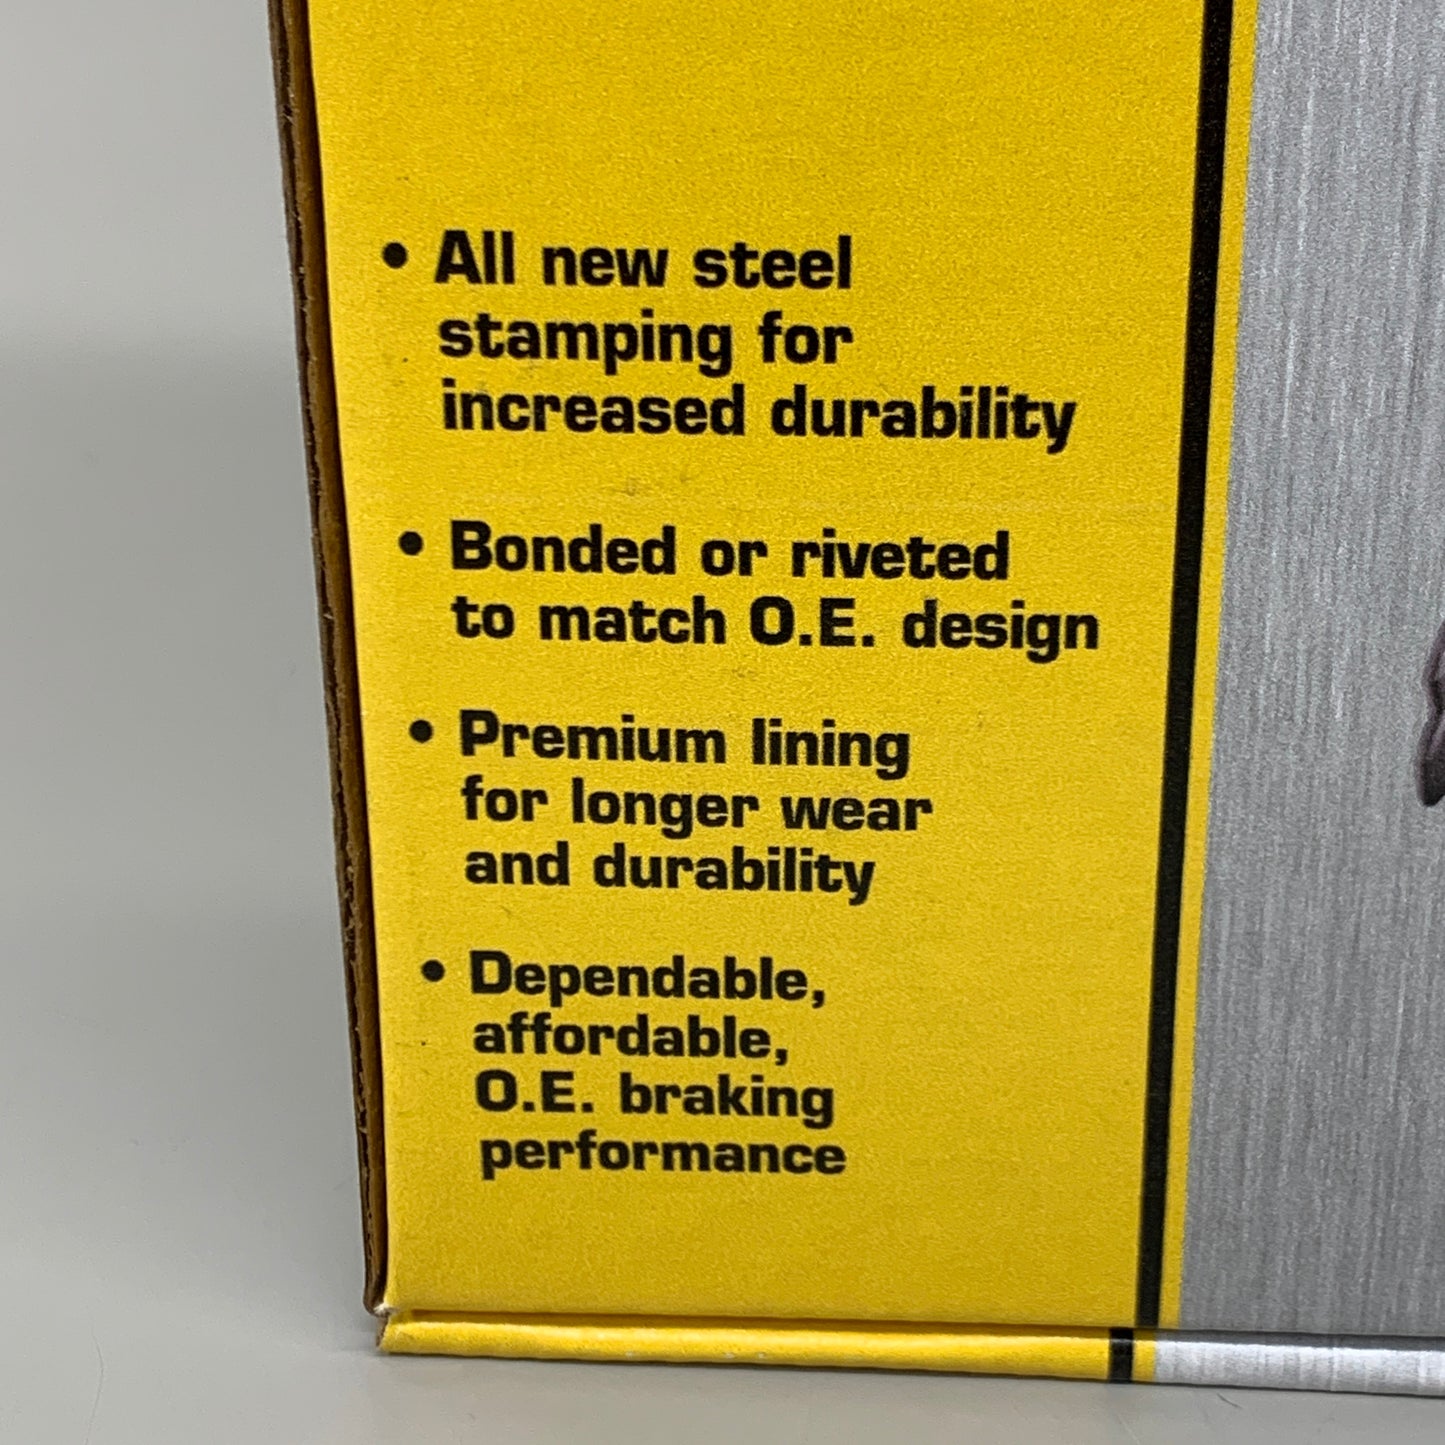 • All new steel
stamping for
increased durability
• Bonded or riveted
to match O.E. design
• Premium lining
for longer wear
and durability
• Dependable,
affordable,
O.E. braking
performance